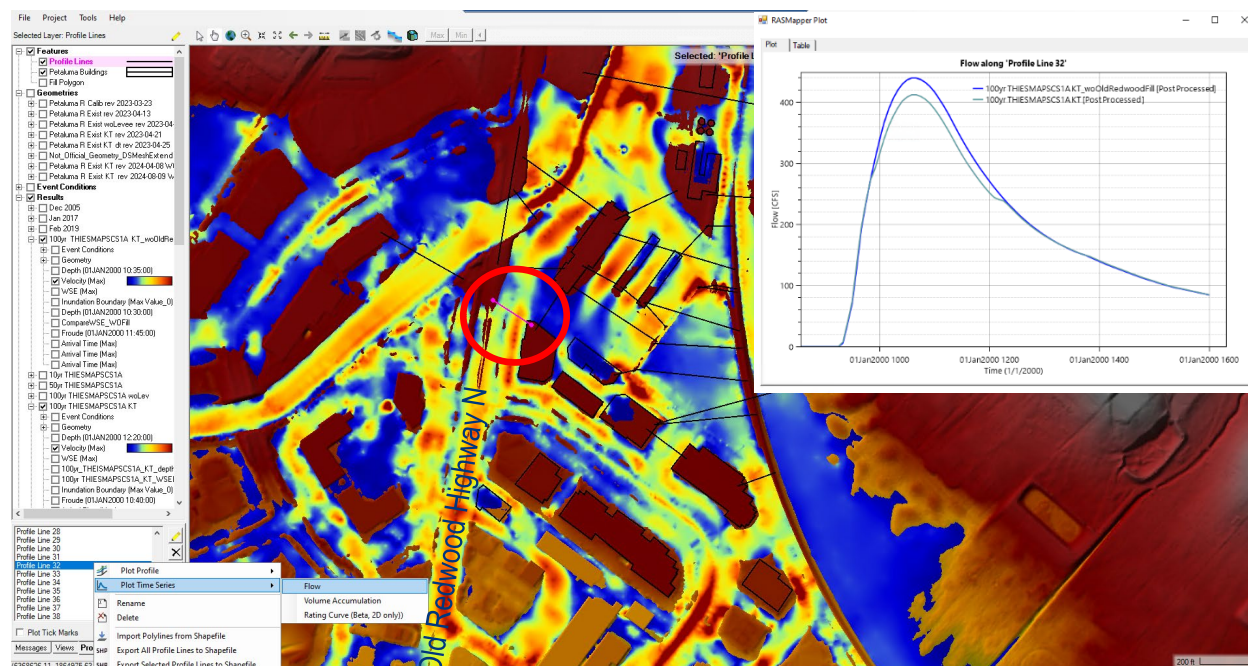 File Project Tools Help
Selected Layer: Profile Lines
Max Min
Features
Profile Lines
Petaluma Buildings
Fill Polygon
Geometries
Petaluma R Calib rev 2023-03-23
Petaluma R Exist rev 2023-04-13
Petaluma R Exist woLevee rev 2023-04-
Petaluma R Exist KT rev 2023-04-21
Petaluma R Exist KT dt rev 2023-04-25
Not_Official_Geometry_DSMeshExtend
Petaluma R Exist KT rev 2024-04-08 W
Petaluma R Exist KT rev 2024-08-09 W
Event Conditions
Results
Dec 2005
Jan 2017
Feb 2019
100yr THIESMAPSCS1A KT_woOldRe
Event Conditions
Geometry
Depth (01JAN2000 10:35:00)
Velocity (Max)
WSE (Max)
Inundation Boundary (Max Value_0)
Depth (01JAN2000 10:30:00)
CompareWSE_WOFill
Froude (01JAN2000 11:45:00)
Arrival Time (Max)
Arrival Time (Max)
Arrival Time (Max)
10yr THIESMAPSCS1A
50yr THIESMAPSCS1A
100yr THIESMAPSCS1A woLev
100yr THIESMAPSCS1A KT
Event Conditions
Geometry
Depth (01JAN2000 12:20:00)
Velocity (Max)
WSE (Max)
100yr_THIESMAPSCS1A_KT_depth
100yr_THIESMAPSCS1A_KT_WSE
Inundation Boundary (Max Value_0)
Froude (01JAN2000 10:40:00)
Profile Line 28
Profile Line 29
Profile Line 30
Profile Line 31
Profile Line 32
Profile Line 33
Profile Line 34
Profile Line 35
Profile Line 36
Profile Line 37
Profile Line 38
Plot Tick Marks
Messages Views Pro
Plot Profile
Plot Time Series
Rename
Delete
Import Polylines from Shapefile
Export All Profile Lines to Shapefile
Export Selected Profile Lines to Shapefile
Flow
Volume Accumulation
Rating Curve (Beta, 2D only))
Selected: 'Profile L
Old Redwood Highway N
200 ft
RASMapper Plot
Plot Table
Flow along 'Profile Line 32'
100yr THIESMAPSCS1A KT_woOldRedwoodFill [Post Processed]
100yr THIESMAPSCS1A KT [Post Processed]
Flow [CFS]
400
300
200
100
0
01Jan2000 1000 01Jan2000 1200 01Jan2000 1400 01Jan2000 1600
Time (1/1/2000)